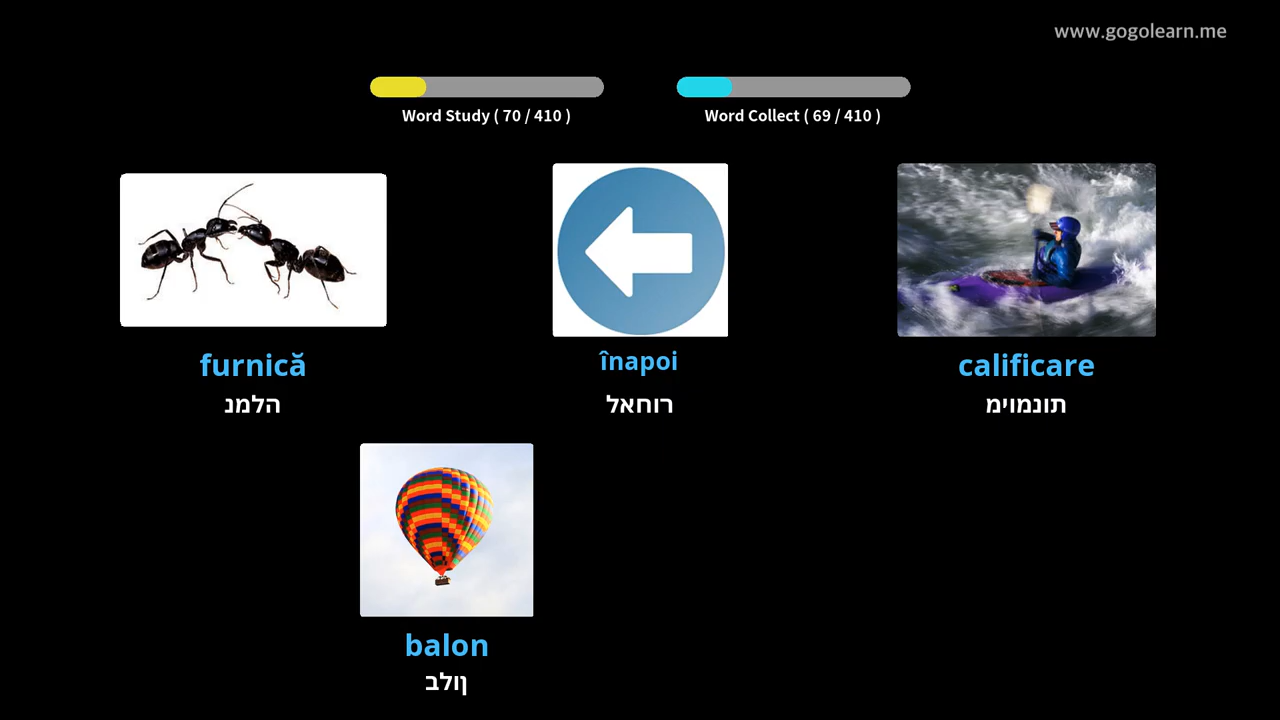 www.gogolearn.me
Word Study ( 70 / 410 )
Word Collect ( 69 / 410 )
furnică
הלמנ
înapoi
רוחאל
calificare
תונמוימ
balon
ןולב